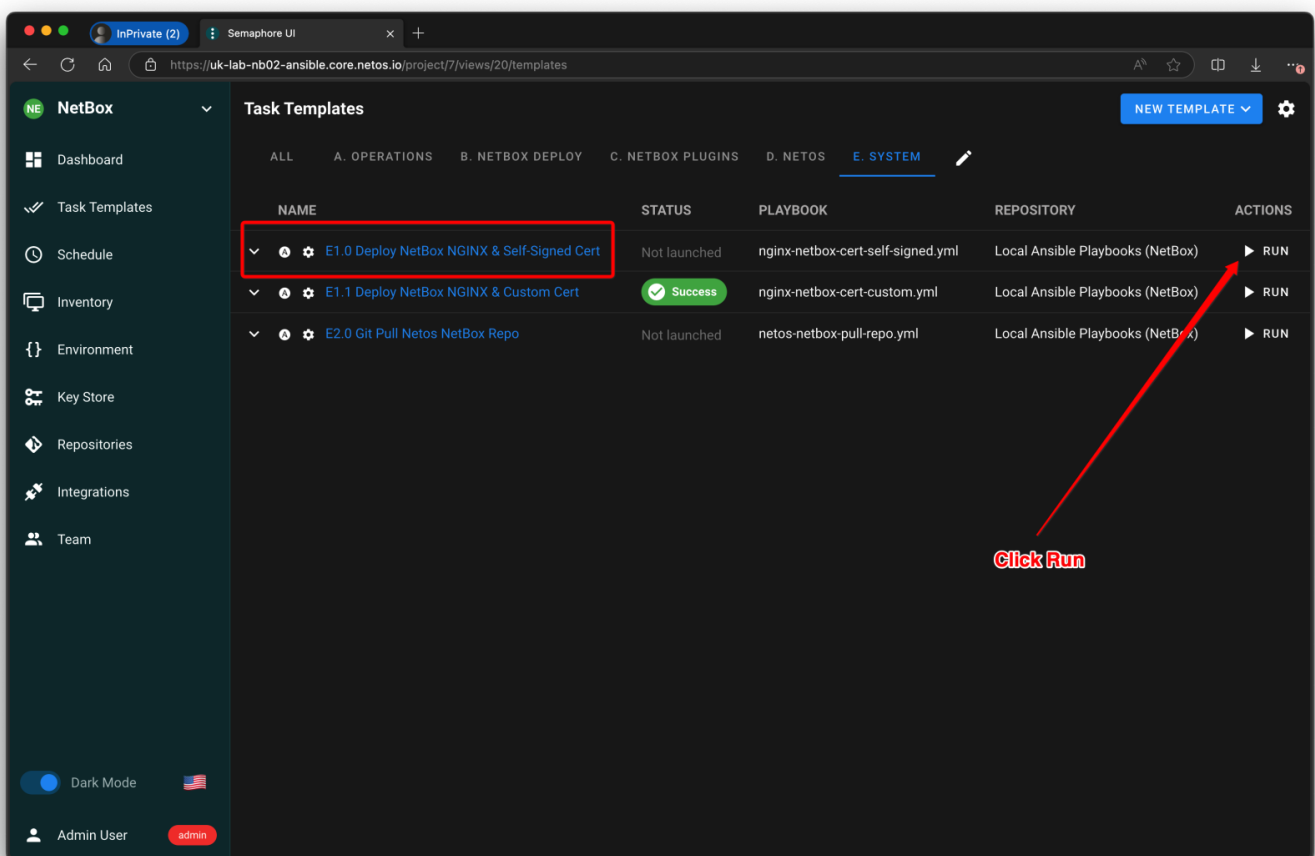 InPrivate (2)
Semaphore UI
https://uk-lab-nb02-ansible.core.netos.io/project/7/views/20/templates
NE NetBox
Task Templates
NEW TEMPLATE
Dashboard
Task Templates
Schedule
Inventory
Environment
Key Store
Repositories
Integrations
Team
ALL A. OPERATIONS B. NETBOX DEPLOY C. NETBOX PLUGINS D. NETOS E. SYSTEM
NAME STATUS PLAYBOOK REPOSITORY ACTIONS
A E1.0 Deploy NetBox NGINX & Self-Signed Cert Not launched nginx-netbox-cert-self-signed.yml Local Ansible Playbooks (NetBox) RUN
A E1.1 Deploy NetBox NGINX & Custom Cert Success nginx-netbox-cert-custom.yml Local Ansible Playbooks (NetBox) RUN
A E2.0 Git Pull Netos NetBox Repo Not launched netos-netbox-pull-repo.yml Local Ansible Playbooks (NetBox) RUN
Click Run
Dark Mode
Admin User admin